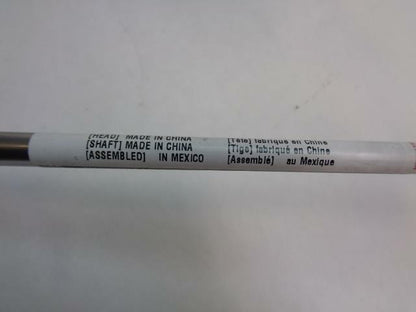 [HEAD] MADE IN CHINA [Tête] fabriqué en Chine
[SHAFT] MADE IN CHINA [Tige] fabriqué en Chine
[ASSEMBLED] IN MEXICO [Assemblé] au Mexique